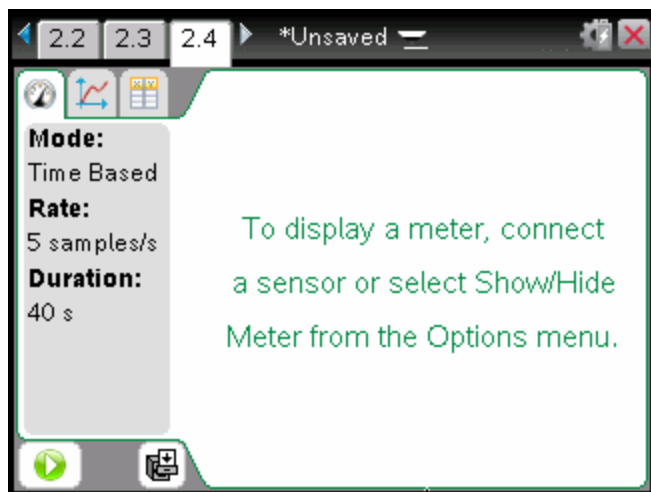 2.2 2.3 2.4 *Unsaved
Mode:
Time Based
Rate:
5 samples/s
Duration:
40 s
To display a meter, connect
a sensor or select Show/Hide
Meter from the Options menu.